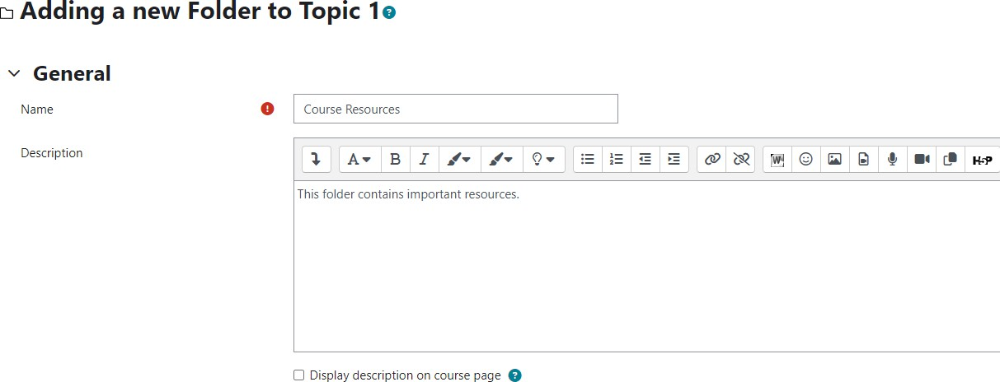 Adding a new Folder to Topic 1
General
Name
Course Resources
Description
A B I W H-P
This folder contains important resources.
Display description on course page